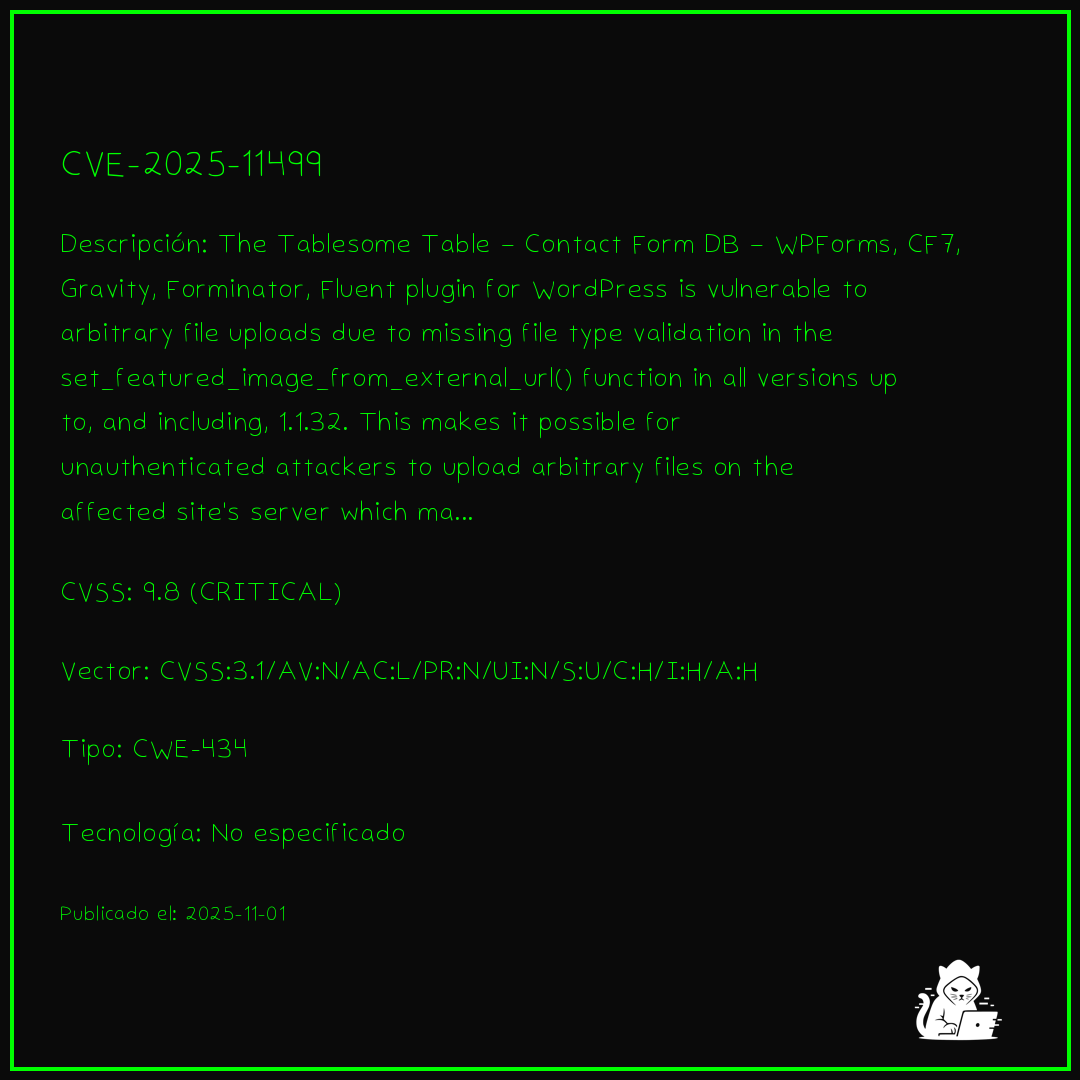 CVE-2025-11499
Descripción: The Tablesome Table – Contact Form DB – WPForms, CF7,
Gravity, Forminator, Fluent plugin for WordPress is vulnerable to
arbitrary file uploads due to missing file type validation in the
set_featured_image_from_external_url() function in all versions up
to, and including, 1.1.32. This makes it possible for
unauthenticated attackers to upload arbitrary files on the
affected site's server which ma...
CVSS: 9.8 (CRITICAL)
Vector: CVSS:3.1/AV:N/AC:L/PR:N/UI:N/S:U/C:H/I:H/A:H
Tipo: CWE-434
Tecnología: No especificado
Publicado el: 2025-11-01